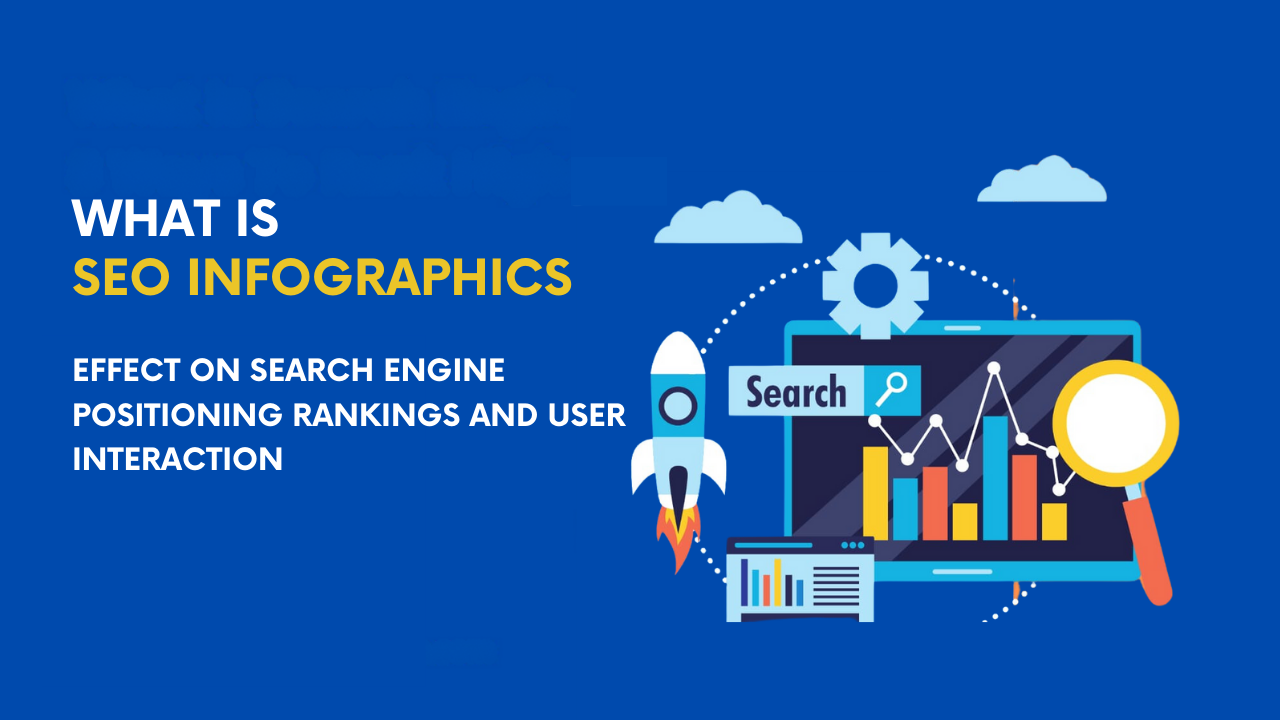 WHAT IS
SEO INFOGRAPHICS
EFFECT ON SEARCH ENGINE
POSITIONING RANKINGS AND USER
INTERACTION
Search